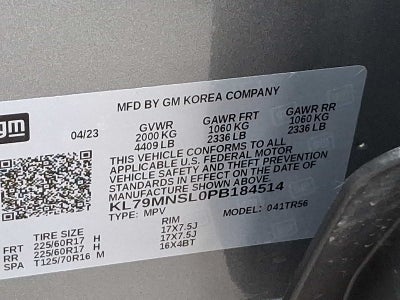 MFD BY GM KOREA COMPANY
gm
04/23 GVWR GAWR FRT GAWR RR
2000 KG 1060 KG 1060 KG
4409 LB 2336 LB 2336 LB
THIS VEHICLE CONFORMS TO ALL
APPLICABLE U.S. FEDERAL MOTOR
VEHICLE SAFETY STANDARDS IN
EFFECT ON THE DATE OF
MANUFACTURE SHOWN ABOVE.
KL79MNSL0PB184514
TYPE: MPV MODEL: 041TR56
TIRE SIZE RIM
FRT 225/60R17 H 17X7.5J
RR 225/60R17 H 17X7.5J
SPA T125/70R16 M 16X4BT